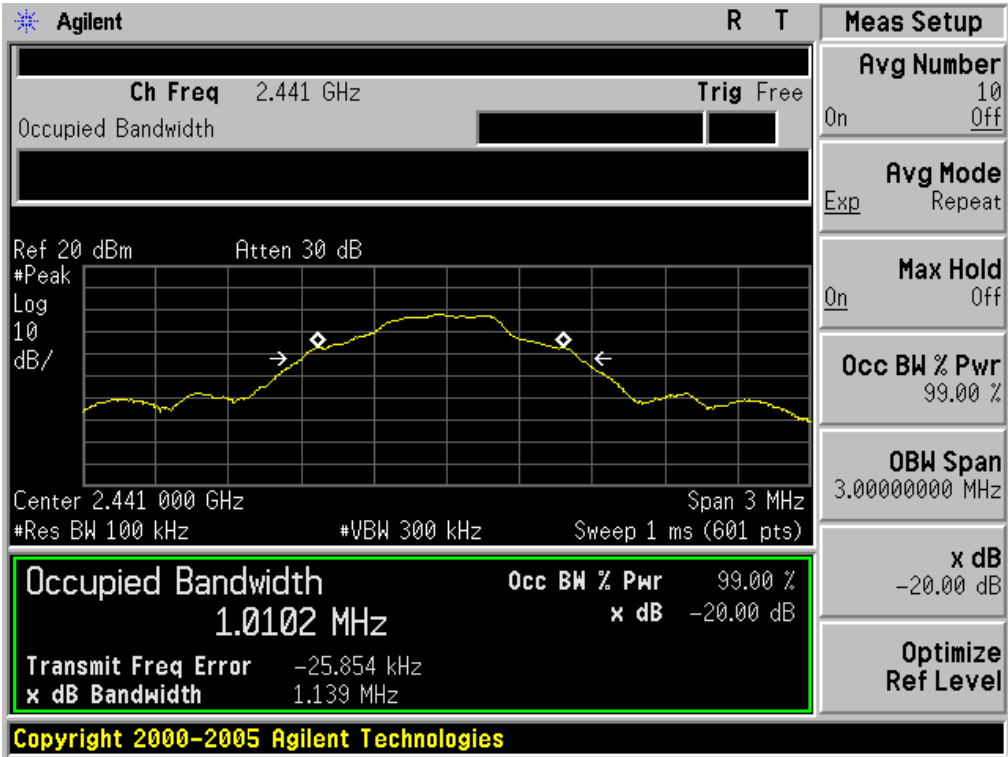 Agilent R T
Ch Freq 2.441 GHz Trig Free
Occupied Bandwidth
Ref 20 dBm Atten 30 dB
#Peak
Log
10
dB/
Center 2.441 000 GHz Span 3 MHz
#Res BW 100 kHz #VBW 300 kHz Sweep 1 ms (601 pts)
Occupied Bandwidth Occ BW % Pwr 99.00 %
1.0102 MHz x dB -20.00 dB
Transmit Freq Error -25.854 kHz
x dB Bandwidth 1.139 MHz
Copyright 2000-2005 Agilent Technologies
Meas Setup
Avg Number
10
On Off
Avg Mode
Exp Repeat
Max Hold
On Off
Occ BW % Pwr
99.00 %
OBW Span
3.00000000 MHz
x dB
-20.00 dB
Optimize
Ref Level